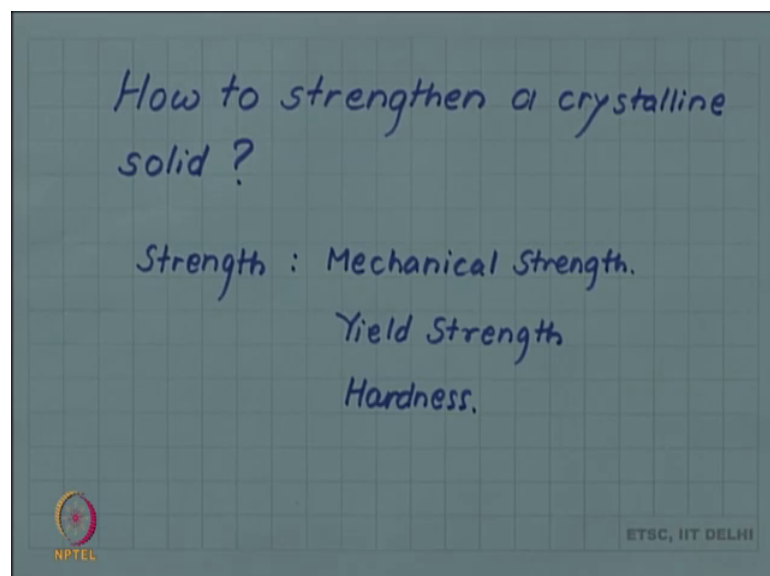 How to strengthen a crystalline
solid ?
Strength : Mechanical Strength.
Yield Strength
Hardness.
NPTEL
ETSC, IIT DELHI